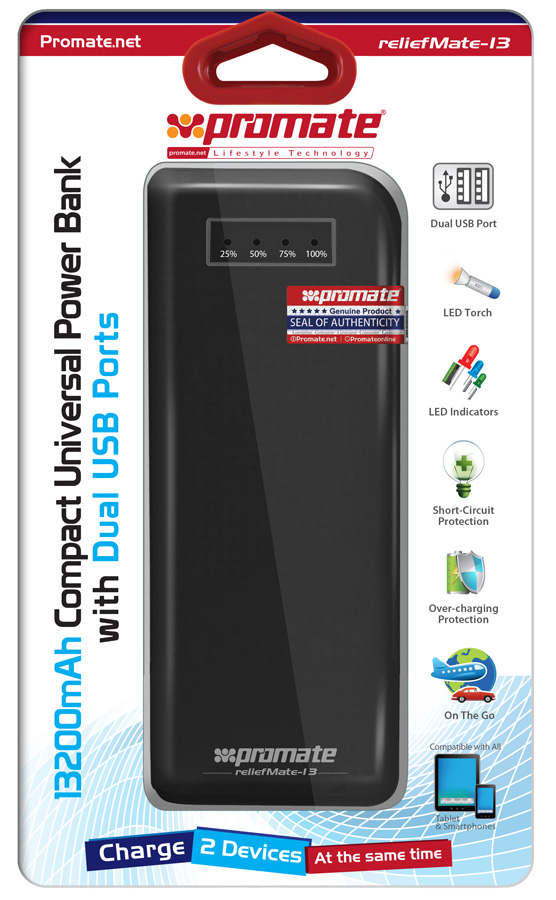 Promate.net
reliefMate-13
promate®
promate.net Lifestyle Technology
13200mAh Compact Universal Power Bank
with Dual USB Ports
25% 50% 75% 100%
promate
Genuine Product
SEAL OF AUTHENTICITY
Promate.net | Promateonline
promate
reliefMate-13
Dual USB Port
LED Torch
LED Indicators
Short-Circuit
Protection
Over-charging
Protection
On The Go
Compatible with All
Tablet
& Smartphones
Charge 2 Devices At the same time